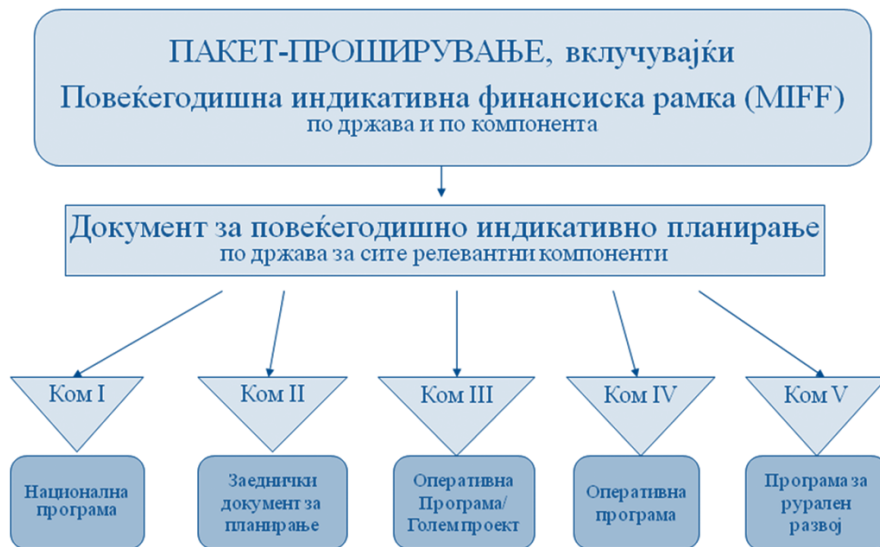 ПАКЕТ-ПРОШИРУВАЊЕ, вклучувајќи
Повеќегодишна индикативна финансиска рамка (MIFF)
по држава и по компонента
Документ за повеќегодишно индикативно планирање
по држава за сите релевантни компоненти
Ком I
Ком II
Ком III
Ком IV
Ком V
Национална
програма
Заеднички
документ за
планирање
Оперативна
Програма/
Голем проект
Оперативна
програма
Програма за
рурален
развој